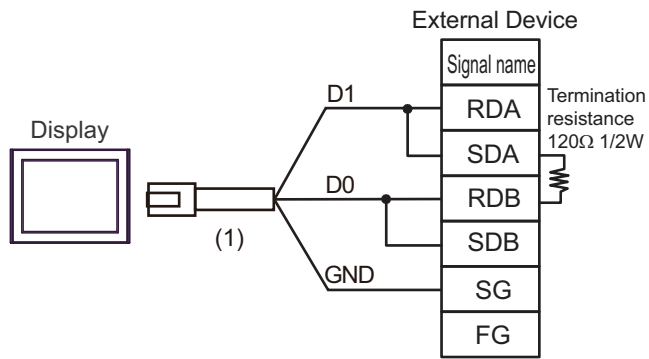 External Device
Signal name
D1
RDA
Termination
resistance
120Ω 1/2W
Display
SDA
D0
RDB
(1)
SDB
GND
SG
FG